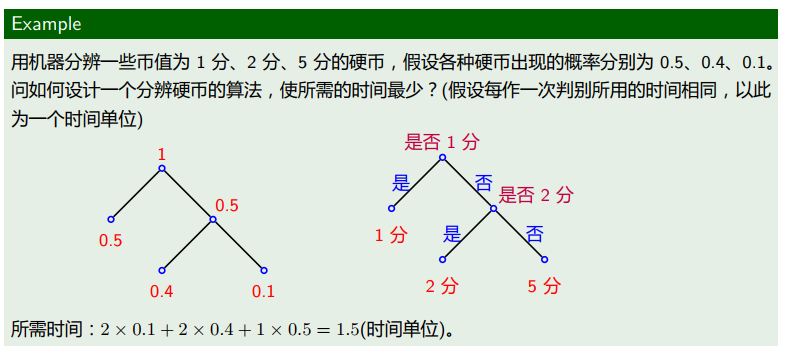 Example
用机器分辨一些币值为 1 分、2 分、5 分的硬币，假设各种硬币出现的概率分别为 0.5、0.4、0.1。
问如何设计一个分辨硬币的算法，使所需的时间最少？(假设每作一次判别所用的时间相同，以此
为一个时间单位)
1
0.5
0.5
0.4
0.1
是否 1 分
是
否
是否 2 分
1 分
是
否
2 分
5 分
所需时间：2 × 0.1 + 2 × 0.4 + 1 × 0.5 = 1.5(时间单位)。